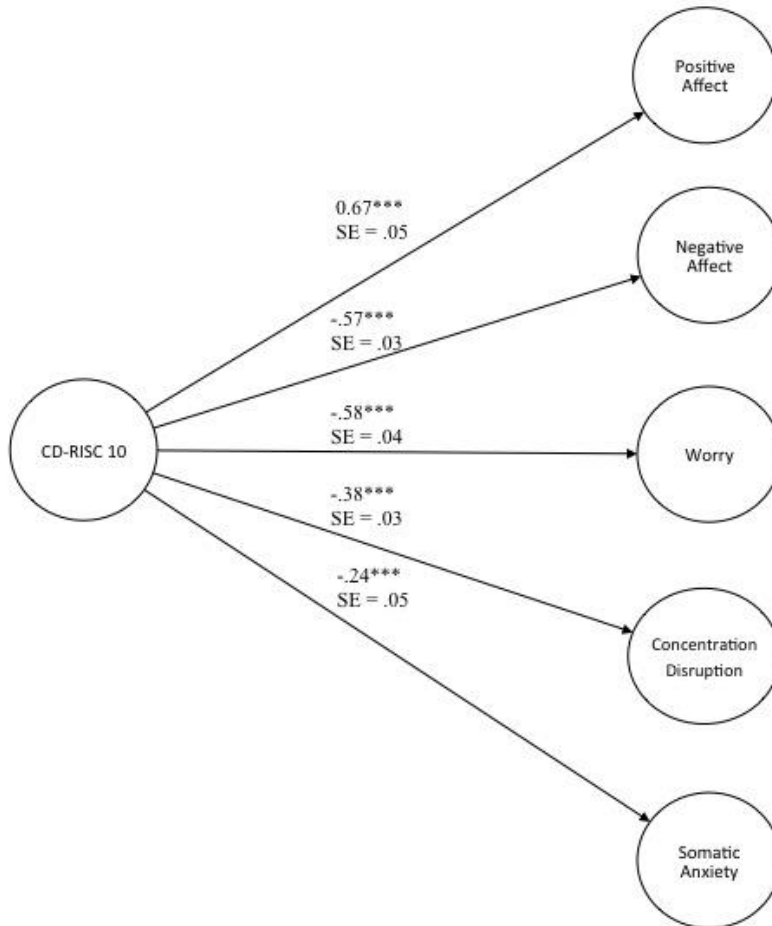 Positive
Affect
0.67***
SE = .05
Negative
Affect
-.57***
SE = .03
CD-RISC 10
-.58***
SE = .04
Worry
-.38***
SE = .03
-.24***
SE = .05
Concentration
Disruption
Somatic
Anxiety